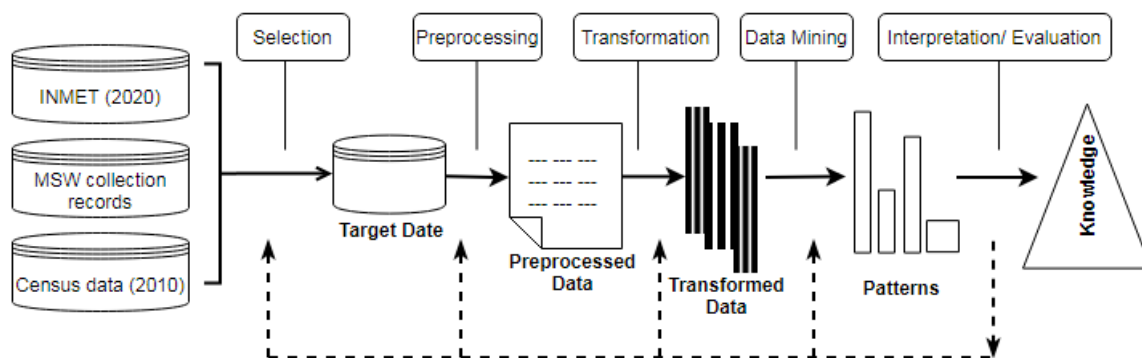 Selection
Preprocessing
Transformation
Data Mining
Interpretation/ Evaluation
INMET (2020)
MSW collection
records
Census data (2010)
Target Date
Preprocessed
Data
Transformed
Data
Patterns
Knowledge